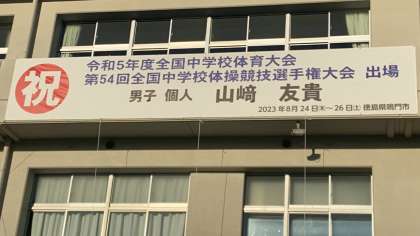 祝
令和5年度全国中学校体育大会
第54回全国中学校体操競技選手権大会 出場
男子 個人 山﨑 友貴
2023年8月24日㊍~26日㊏ 徳島県鳴門市